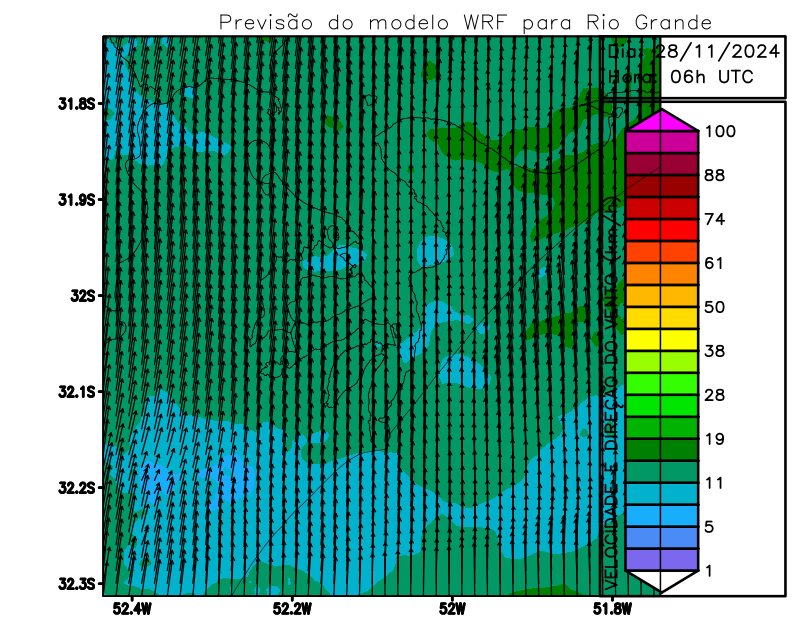 Previsão do modelo WRF para Rio Grande
Dia: 28/11/2024
Hora: 06h UTC
31.8S
31.9S
32S
32.1S
32.2S
32.3S
52.4W
52.2W
52W
51.8W
VELOCIDADE E DIREÇÃO DO VENTO (km/h)
100
88
74
61
50
38
28
19
11
5
1